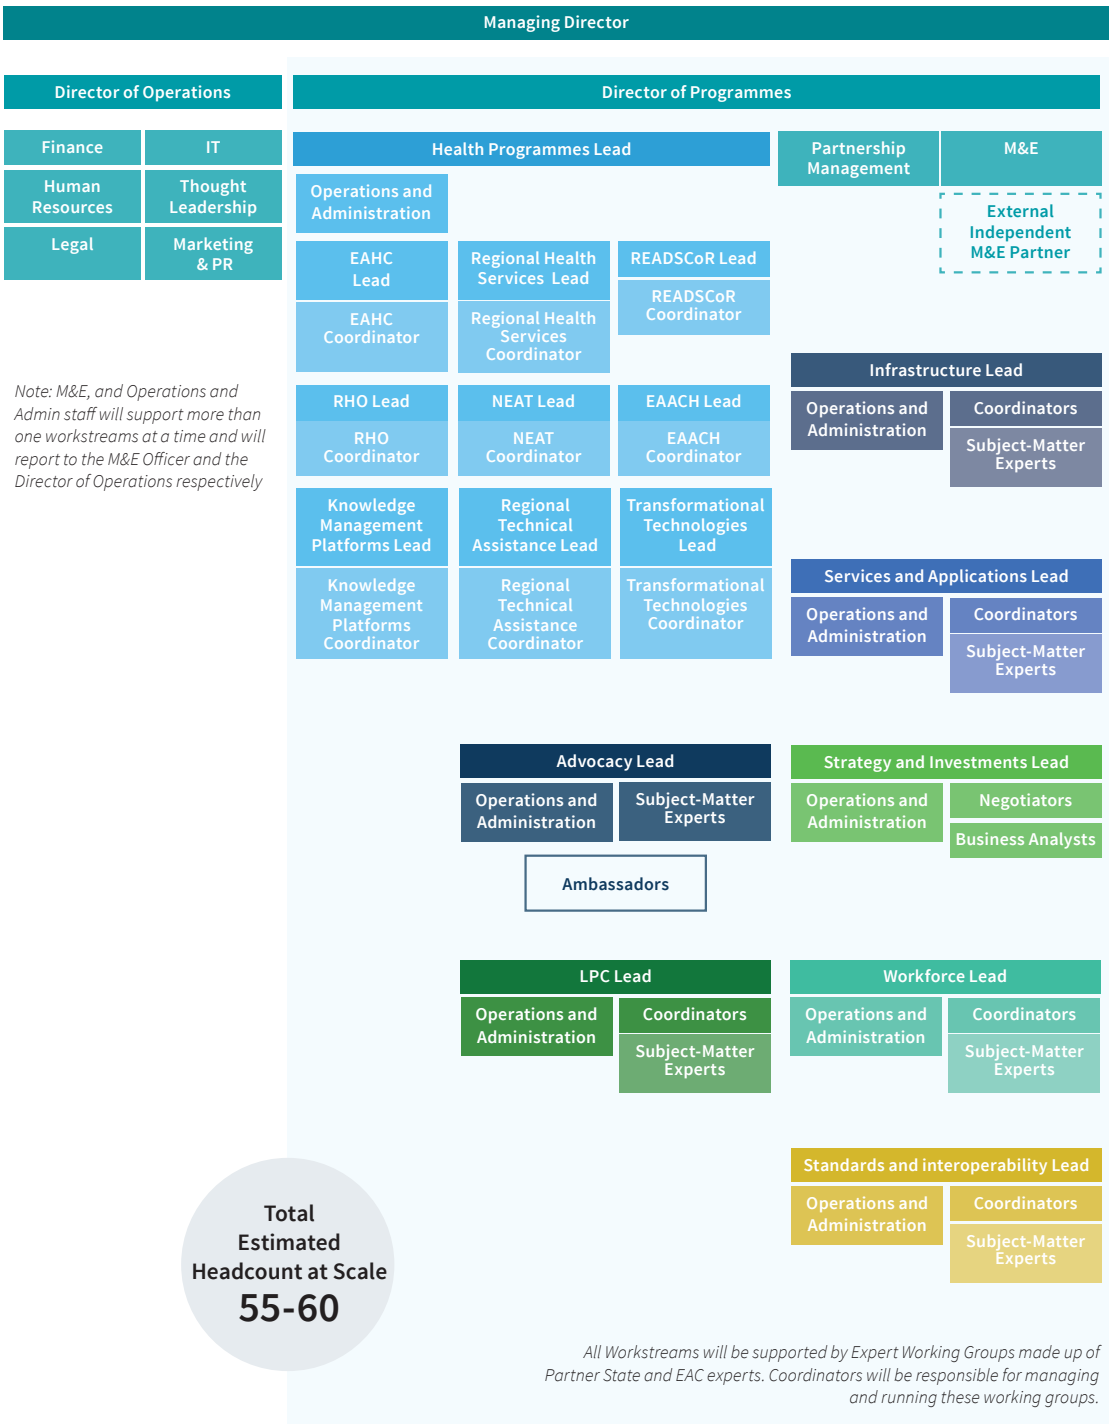 Managing Director
Director of Operations
Finance
IT
Human
Resources
Thought
Leadership
Legal
Marketing
& PR
Note: M&E, and Operations and
Admin staff will support more than
one workstreams at a time and will
report to the M&E Officer and the
Director of Operations respectively
Director of Programmes
Health Programmes Lead
Operations and
Administration
EAHC
Lead
EAHC
Coordinator
Regional Health
Services Lead
Regional Health
Services
Coordinator
READSCoR Lead
READSCoR
Coordinator
RHO Lead
RHO
Coordinator
NEAT Lead
NEAT
Coordinator
EAACH Lead
EAACH
Coordinator
Knowledge
Management
Platforms Lead
Knowledge
Management
Platforms
Coordinator
Regional
Technical
Assistance Lead
Regional
Technical
Assistance
Coordinator
Transformational
Technologies
Lead
Transformational
Technologies
Coordinator
Partnership
Management
M&E
External
Independent
M&E Partner
Infrastructure Lead
Operations and
Administration
Coordinators
Subject-Matter
Experts
Services and Applications Lead
Operations and
Administration
Coordinators
Subject-Matter
Experts
Advocacy Lead
Operations and
Administration
Subject-Matter
Experts
Ambassadors
Strategy and Investments Lead
Operations and
Administration
Negotiators
Business Analysts
LPC Lead
Operations and
Administration
Coordinators
Subject-Matter
Experts
Workforce Lead
Operations and
Administration
Coordinators
Subject-Matter
Experts
Standards and interoperability Lead
Operations and
Administration
Coordinators
Subject-Matter
Experts
Total
Estimated
Headcount at Scale
55-60
All Workstreams will be supported by Expert Working Groups made up of
Partner State and EAC experts. Coordinators will be responsible for managing
and running these working groups.